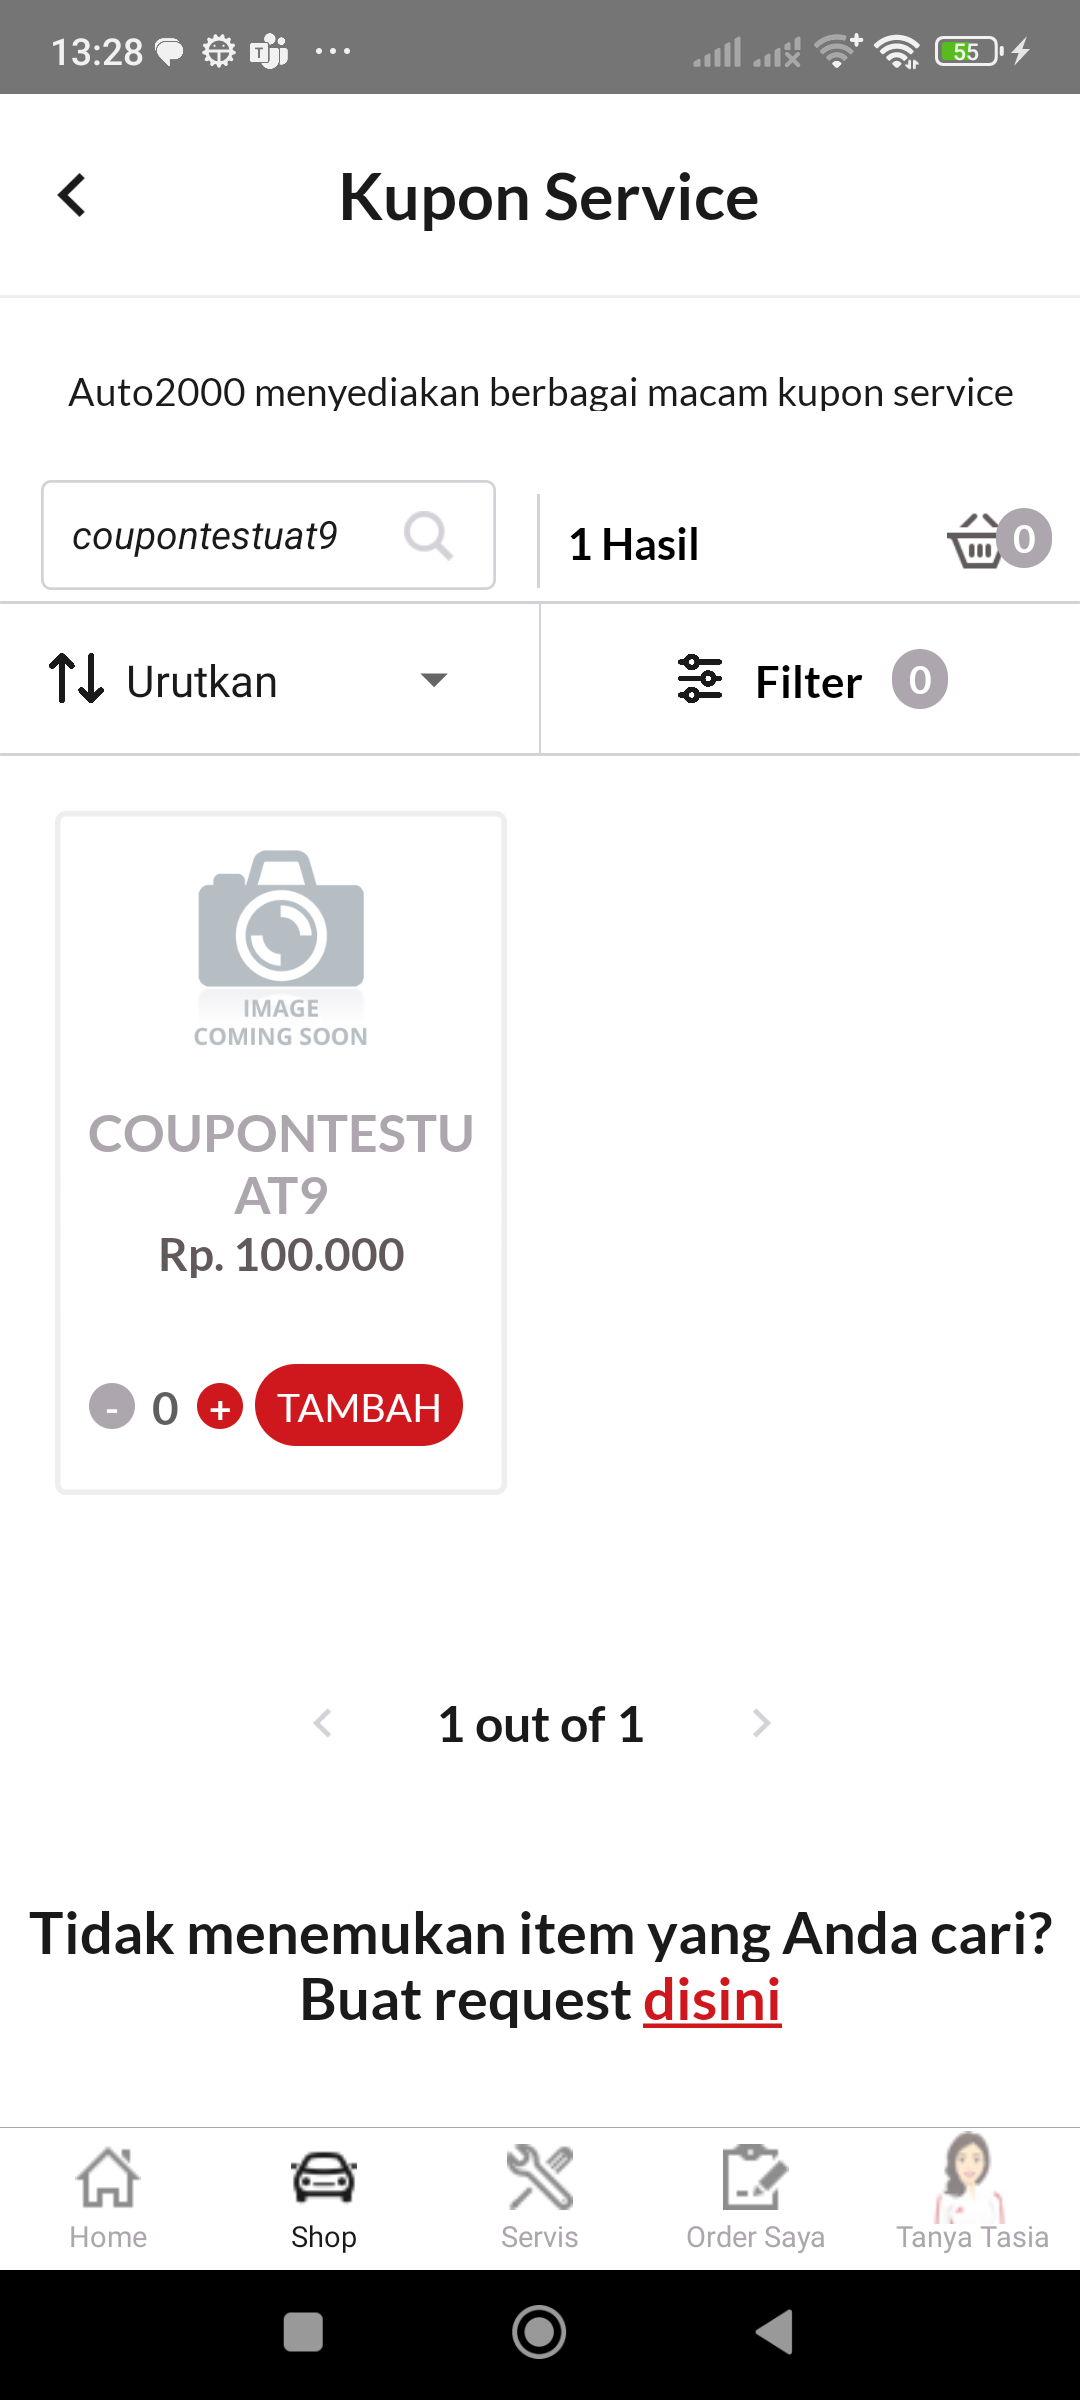 13:28
55
Kupon Service
Auto2000 menyediakan berbagai macam kupon service
coupontestuat9
1 Hasil
0
Urutkan
Filter
0
IMAGE
COMING SOON
COUPONTESTU
AT9
Rp. 100.000
- 0 + TAMBAH
1 out of 1
Tidak menemukan item yang Anda cari?
Buat request disini
Home
Shop
Servis
Order Saya
Tanya Tasia